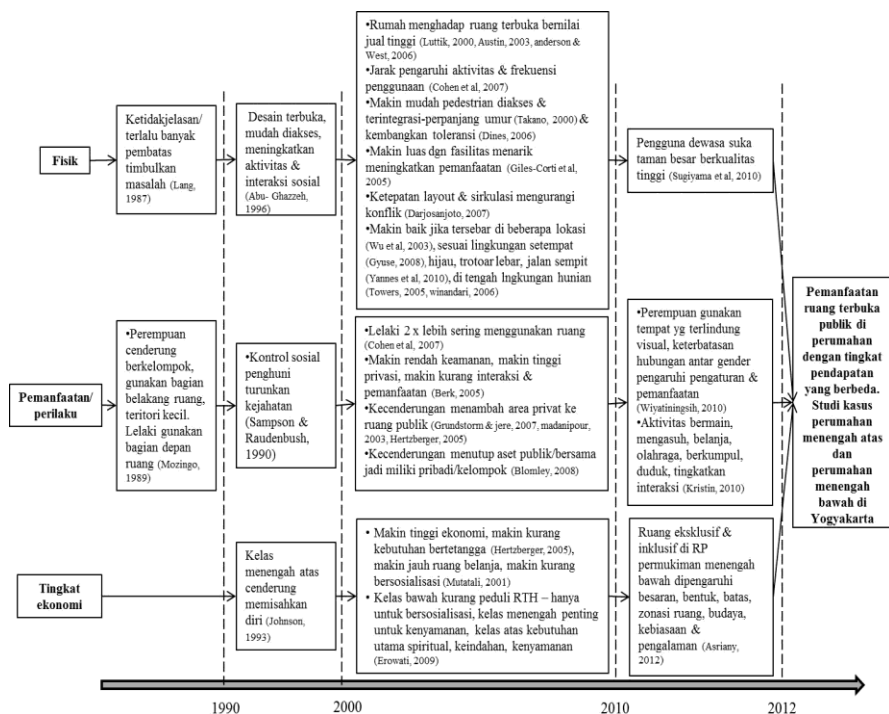 Fisik
Ketidakjelasan/
terlalu banyak
pembatas
timbulkan
masalah (Lang,
1987)
Desain terbuka,
mudah diakses,
meningkatkan
aktivitas &
interaksi sosial
(Abu- Ghazzeh,
1996)
•Rumah menghadap ruang terbuka bernilai
jual tinggi (Luttik, 2000, Austin, 2003, anderson &
West, 2006)
•Jarak pengaruhi aktivitas & frekuensi
penggunaan (Cohen et al, 2007)
•Makin mudah pedestrian diakses &
terintegrasi-perpanjang umur (Takano, 2000) &
kembangkan toleransi (Dines, 2006)
•Makin luas dgn fasilitas menarik
meningkatkan pemanfaatan (Giles-Corti et al,
2005)
•Ketepatan layout & sirkulasi mengurangi
konflik (Darjosanjoto, 2007)
•Makin baik jika tersebar di beberapa lokasi
(Wu et al, 2003), sesuai lingkungan setempat
(Gyuse, 2008), hijau, trotoar lebar, jalan sempit
(Yannes et al, 2010), di tengah lngkungan hunian
(Towers, 2005, winandari, 2006)
Pengguna dewasa suka
taman besar berkualitas
tinggi (Sugiyama et al, 2010)
Pemanfaatan/
perilaku
•Perempuan
cenderung
berkelompok,
gunakan bagian
belakang ruang,
teritori kecil.
Lelaki gunakan
bagian depan
ruang (Mozingo,
1989)
•Kontrol sosial
penghuni
turunkan
kejahatan
(Sampson &
Raudenbush,
1990)
•Lelaki 2 x lebih sering menggunakan ruang
(Cohen et al, 2007)
•Makin rendah keamanan, makin tinggi
privasi, makin kurang interaksi &
pemanfaatan (Berk, 2005)
•Kecenderungan menambah area privat ke
ruang publik (Grundstorm & jere, 2007, madanipour,
2003, Hertzberger, 2005)
•Kecenderungan menutup aset publik/bersama
jadi miliki pribadi/kelompok (Blomley, 2008)
•Perempuan gunakan
tempat yg terlindung
visual, keterbatasan
hubungan antar gender
pengaruhi pengaturan &
pemanfaatan
(Wiyatiningsih, 2010)
•Aktivitas bermain,
mengasuh, belanja,
olahraga, berkumpul,
duduk, tingkatkan
interaksi (Kristin, 2010)
Pemanfaatan
ruang terbuka
publik di
perumahan
dengan tingkat
pendapatan
yang berbeda.
Studi kasus
perumahan
menengah atas
dan
perumahan
menengah
bawah di
Yogyakarta
Tingkat
ekonomi
Kelas
menengah atas
cenderung
memisahkan
diri (Johnson,
1993)
• Makin tinggi ekonomi, makin kurang
kebutuhan bertetangga (Hertzberger, 2005),
makin jauh ruang belanja, makin kurang
bersosialisasi (Mutatali, 2001)
• Kelas bawah kurang peduli RTH – hanya
untuk bersosialisasi, kelas menengah penting
untuk kenyamanan, kelas atas kebutuhan
utama spiritual, keindahan, kenyamanan
(Erowati, 2009)
Ruang eksklusif &
inklusif di RP
permukiman menengah
bawah dipengaruhi
besaran, bentuk, batas,
zonasi ruang, budaya,
kebiasaan &
pengalaman (Asriany,
2012)
1990
2000
2010
2012